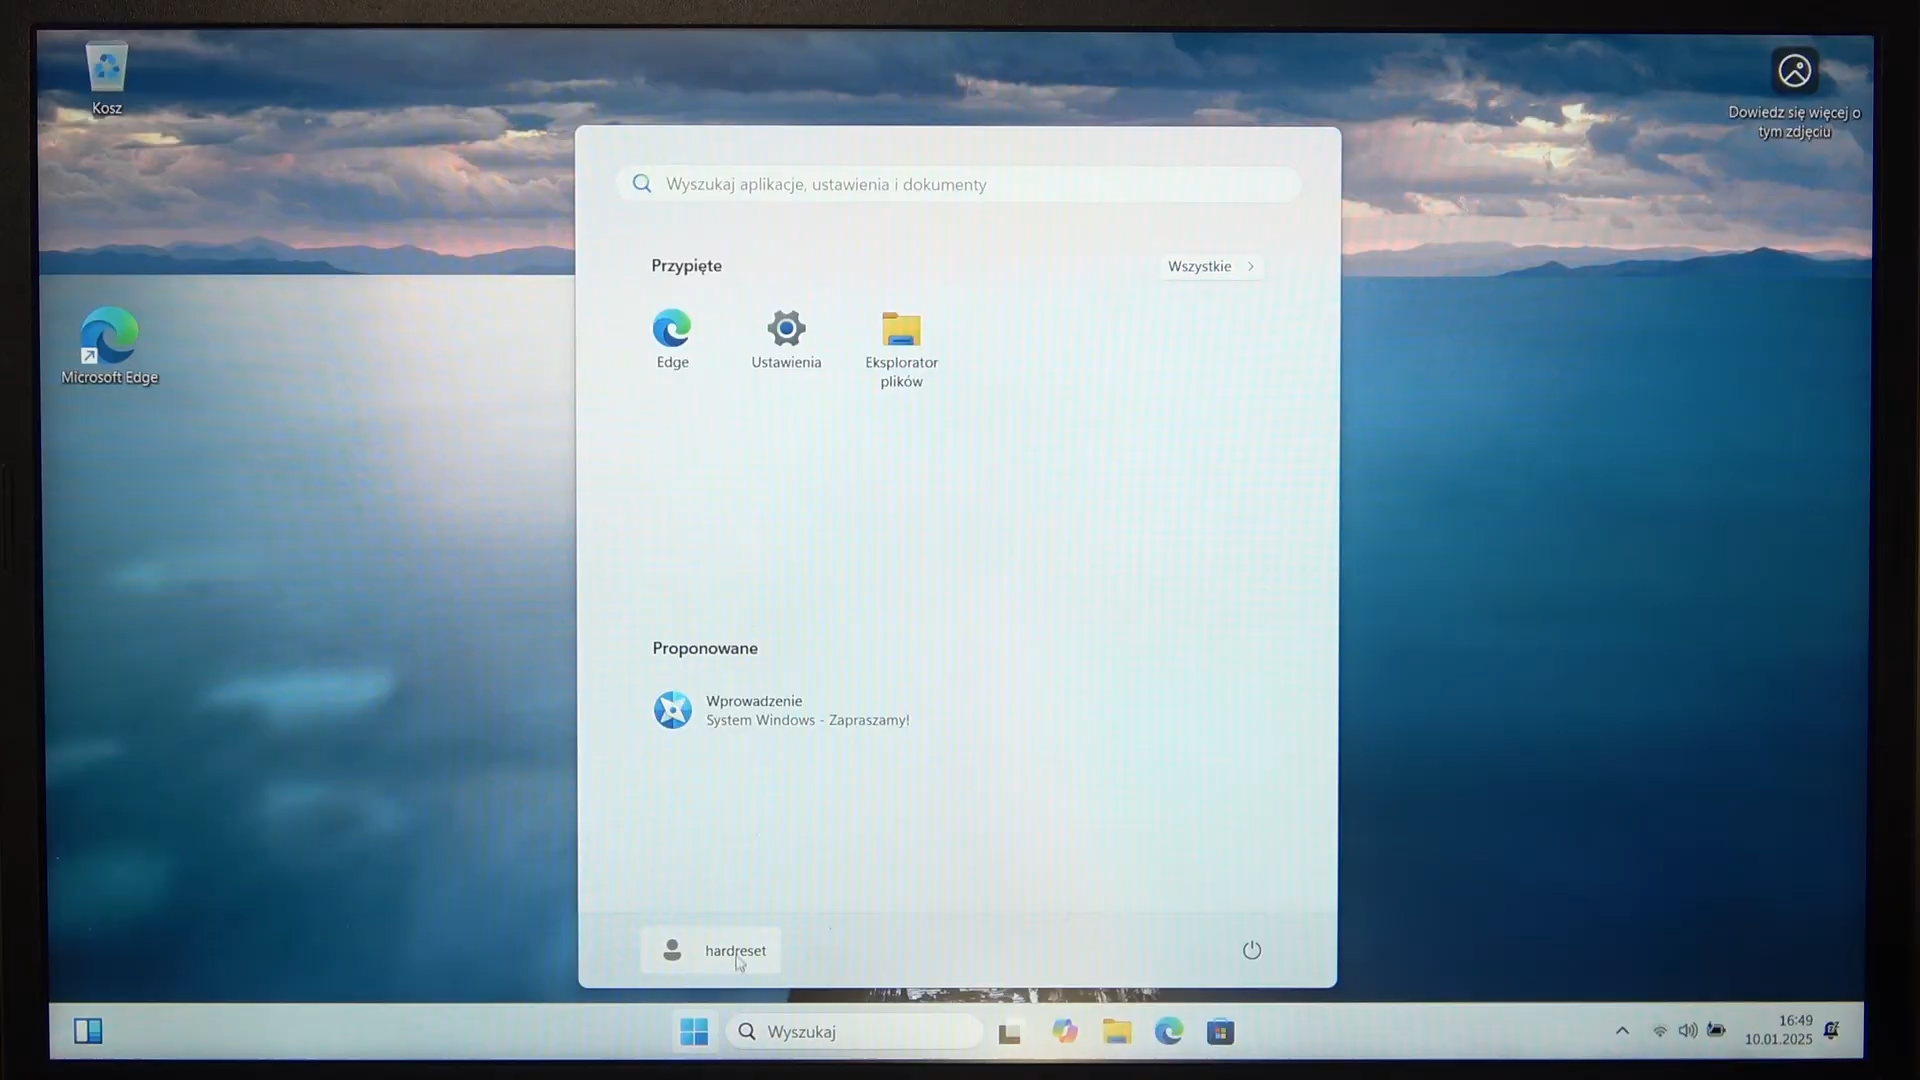 Kosz
Dowiedz się więcej o
tym zdjęciu
Wyszukaj aplikacje, ustawienia i dokumenty
Przypięte
Wszystkie
Microsoft Edge
Edge
Ustawienia
Eksplorator
plików
Proponowane
Wprowadzenie
System Windows - Zapraszamy!
hardreset
Wyszukaj
16:49
10.01.2025